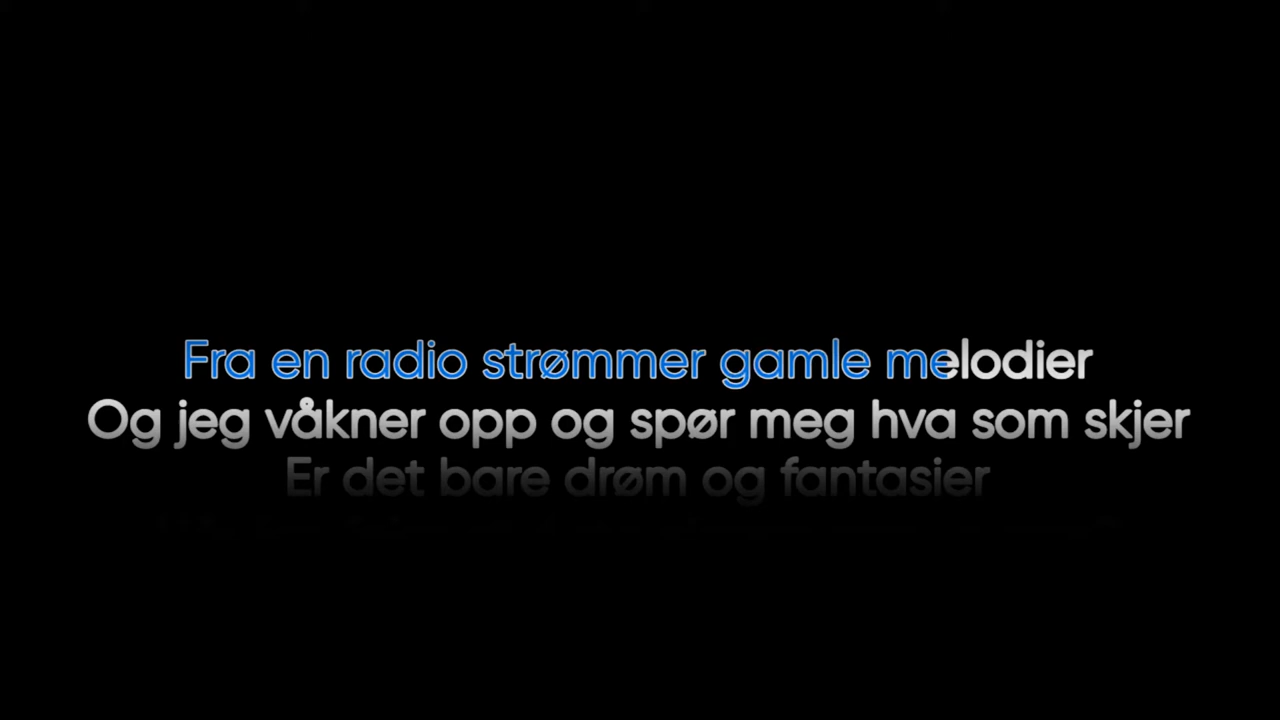 Fra en radio strømmer gamle melodier
Og jeg våkner opp og spør meg hva som skjer
Er det bare drøm og fantasier